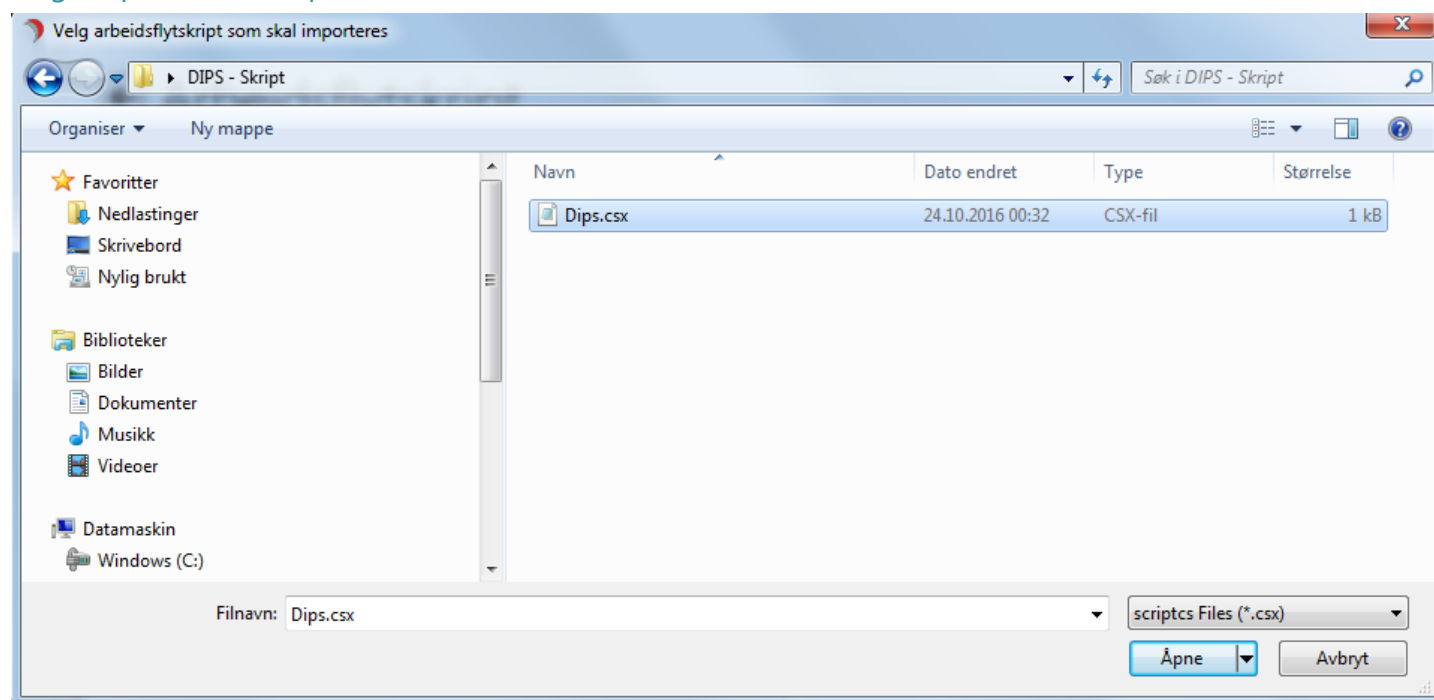 Velg arbeidsflytskript som skal importeres
DIPS - Skript
Søk i DIPS - Skript
Organiser
Ny mappe
Favoritter
Nedlastinger
Skrivebord
Nylig brukt
Biblioteker
Bilder
Dokumenter
Musikk
Videoer
Datamaskin
Windows (C:)
Navn Dato endret Type Størrelse
Dips.csx 24.10.2016 00:32 CSX-fil 1 kB
Filnavn: Dips.csx
scriptcs Files (*.csx)
Åpne Avbryt